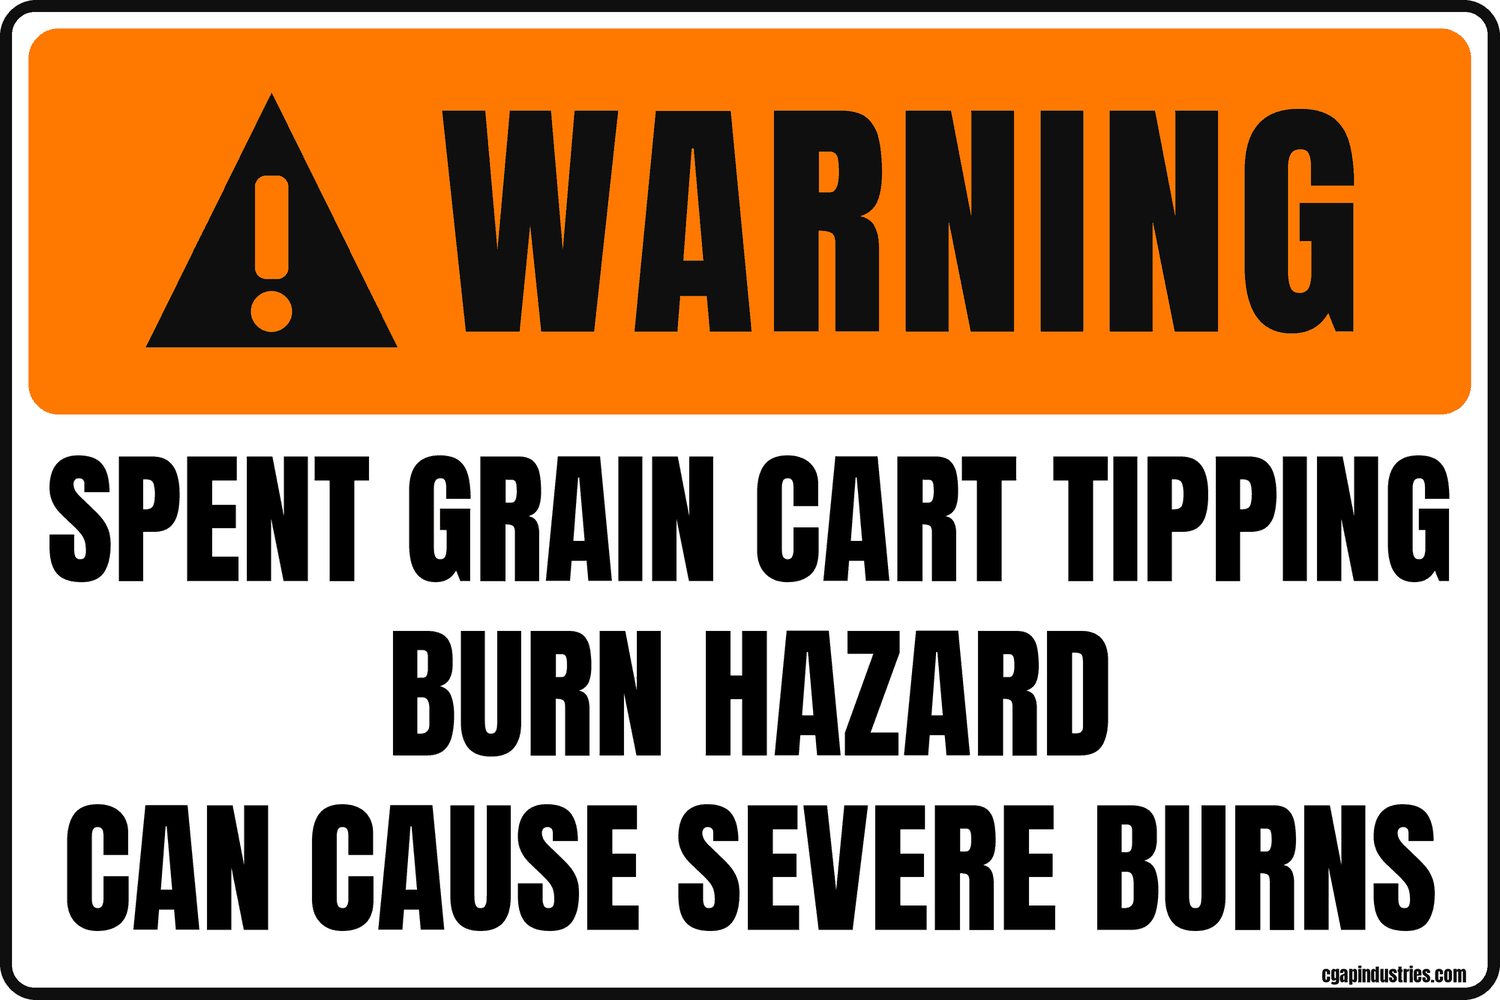 WARNING
SPENT GRAIN CART TIPPING
BURN HAZARD
CAN CAUSE SEVERE BURNS
cgapindustries.com